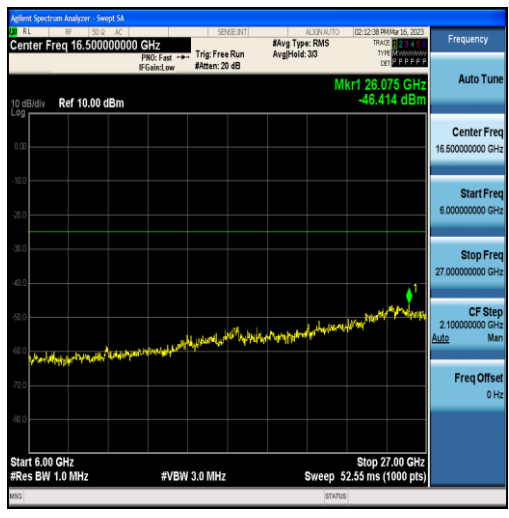 Agilent Spectrum Analyzer - Swept SA
RL RF 50 Ω AC SENSE:INT ALIGN AUTO 02:12:38 PM Mar 16, 2023
Center Freq 16.500000000 GHz
PNO: Fast
IFGain:Low
Trig: Free Run
#Atten: 20 dB
#Avg Type: RMS
Avg|Hold: 3/3
TRACE 1 2 3 4 5 6
TYPE MWWWWW
DET P P P P P P
Mkr1 26.075 GHz
-46.414 dBm
10 dB/div Ref 10.00 dBm
Log
0.00
-10.0
-20.0
-30.0
-40.0
-50.0
-60.0
-70.0
-80.0
1
Start 6.00 GHz
Stop 27.00 GHz
#Res BW 1.0 MHz
#VBW 3.0 MHz
Sweep 52.55 ms (1000 pts)
MSG
STATUS
Frequency
Auto Tune
Center Freq
16.500000000 GHz
Start Freq
6.000000000 GHz
Stop Freq
27.000000000 GHz
CF Step
2.100000000 GHz
Auto Man
Freq Offset
0 Hz